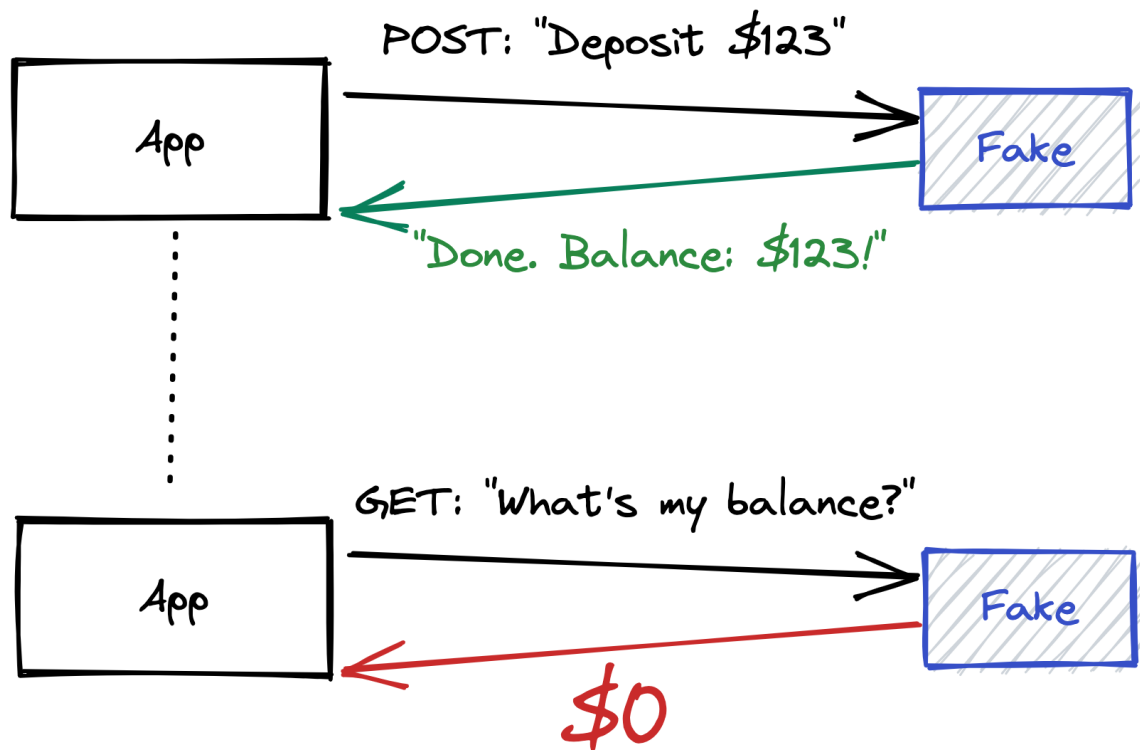 POST: "Deposit $123"
App
Fake
"Done. Balance: $123!"
GET: "What's my balance?"
App
Fake
$0